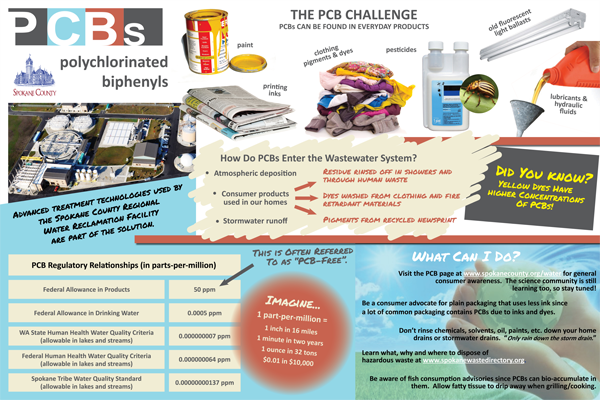 PCBs
polychlorinated
biphenyls
SPOKANE COUNTY
THE PCB CHALLENGE
PCBS CAN BE FOUND IN EVERYDAY PRODUCTS
paint
printing
inks
clothing
pigments & dyes
pesticides
old fluorescent
light ballasts
lubricants &
hydraulic
fluids
ADVANCED TREATMENT TECHNOLOGIES USED BY
THE SPOKANE COUNTY REGIONAL
WATER RECLAMATION FACILITY
ARE PART OF THE SOLUTION.
How Do PCBs Enter the Wastewater System?
• Atmospheric deposition
• Consumer products
used in our homes
• Stormwater runoff
RESIDUE RINSED OFF IN SHOWERS AND
THROUGH HUMAN WASTE
DYES WASHED FROM CLOTHING AND FIRE
RETARDANT MATERIALS
PIGMENTS FROM RECYCLED NEWSPRINT
DID YOU KNOW?
YELLOW DYES HAVE
HIGHER CONCENTRATIONS
OF PCBS!
PCB Regulatory Relationships (in parts-per-million)
Federal Allowance in Products 50 ppm
Federal Allowance in Drinking Water 0.0005 ppm
WA State Human Health Water Quality Criteria
(allowable in lakes and streams) 0.000000007 ppm
Federal Human Health Water Quality Criteria
(allowable in lakes and streams) 0.000000064 ppm
Spokane Tribe Water Quality Standard
(allowable in lakes and streams) 0.00000000137 ppm
THIS IS OFTEN REFERRED
TO AS "PCB-FREE".
IMAGINE...
1 part-per-million =
1 inch in 16 miles
1 minute in two years
1 ounce in 32 tons
$0.01 in $10,000
WHAT CAN I DO?
Visit the PCB page at www.spokanecounty.org/water for general
consumer awareness. The science community is still
learning too, so stay tuned!
Be a consumer advocate for plain packaging that uses less ink since
a lot of packaging contains PCBs due to inks and dyes.
Don't rinse chemicals, solvents, oil, paints, etc. down your home
drains or stormwater drains. "Only rain down the storm drain."
Learn what, why and where to dispose of
hazardous waste at www.spokanewastedirectory.org
Be aware of fish consumption advisories since PCBs can bio-accumulate in
them. Allow fatty tissue to drip away when grilling/cooking.